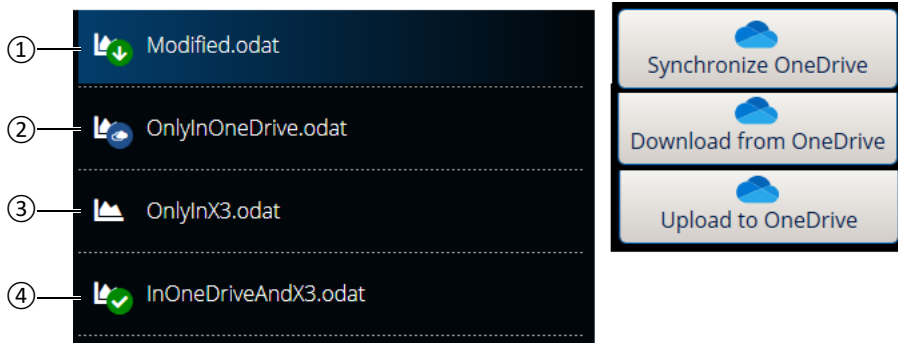 ① Modified.odat
② OnlyInOneDrive.odat
③ OnlyInX3.odat
④ InOneDriveAndX3.odat
Synchronize OneDrive
Download from OneDrive
Upload to OneDrive